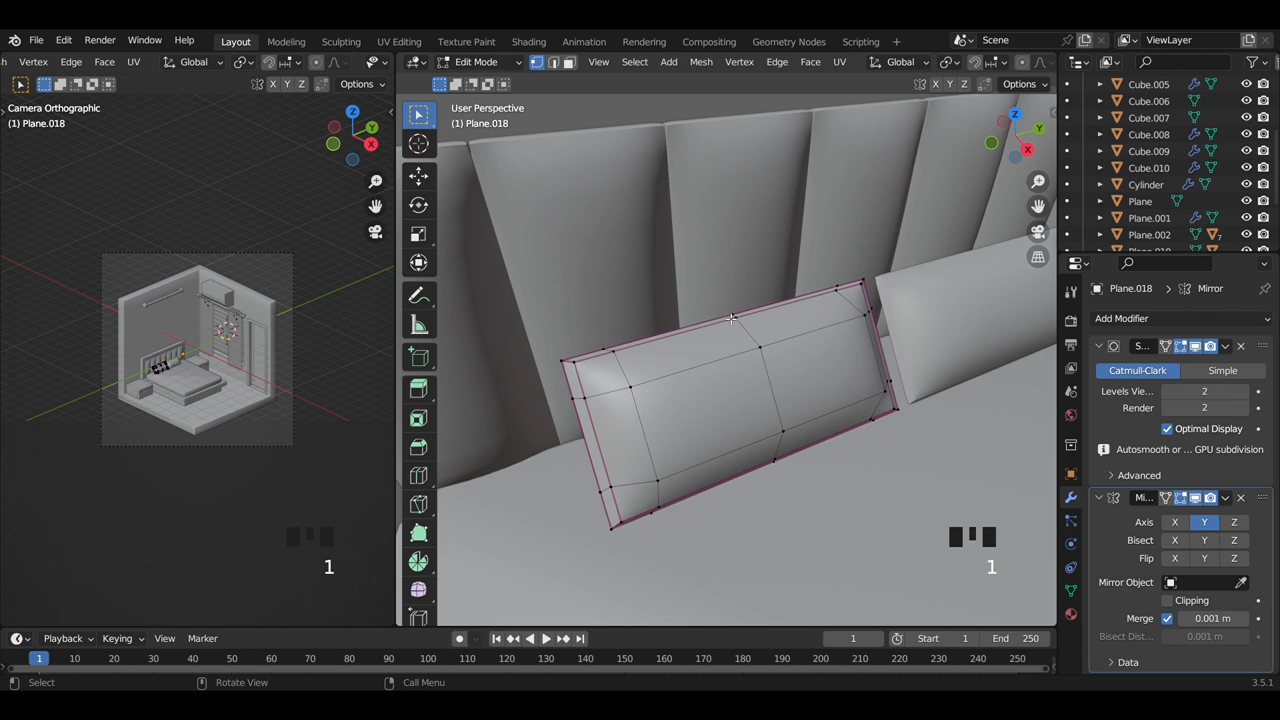 File Edit Render Window Help Layout Modeling Sculpting UV Editing Texture Paint Shading Animation Rendering Compositing Geometry Nodes Scripting + Scene ViewLayer
Vertex Edge Face UV Global Edit Mode View Select Add Mesh Vertex Edge Face UV Global
X Y Z Options X Y Z Options
Camera Orthographic
(1) Plane.018
User Perspective
(1) Plane.018
Z Y X
Z Y X
1
1
Cube.005
Cube.006
Cube.007
Cube.008
Cube.009
Cube.010
Cylinder
Plane
Plane.001
Plane.002 7
Plane.018 > Mirror
Add Modifier
S...
Catmull-Clark Simple
Levels Vie... 2
Render 2
Optimal Display
Autosmooth or ... GPU subdivision
Advanced
Mi...
Axis X Y Z
Bisect X Y Z
Flip X Y Z
Mirror Object
Clipping
Merge 0.001 m
Bisect Dist... 0.001 m
Data
Playback Keying View Marker 1 Start 1 End 250
1 10 20 30 40 50 60 70 80 90 100 110 120 130 140 150 160 170 180 190 200 210 220 230 240 250
Select Rotate View Call Menu 3.5.1